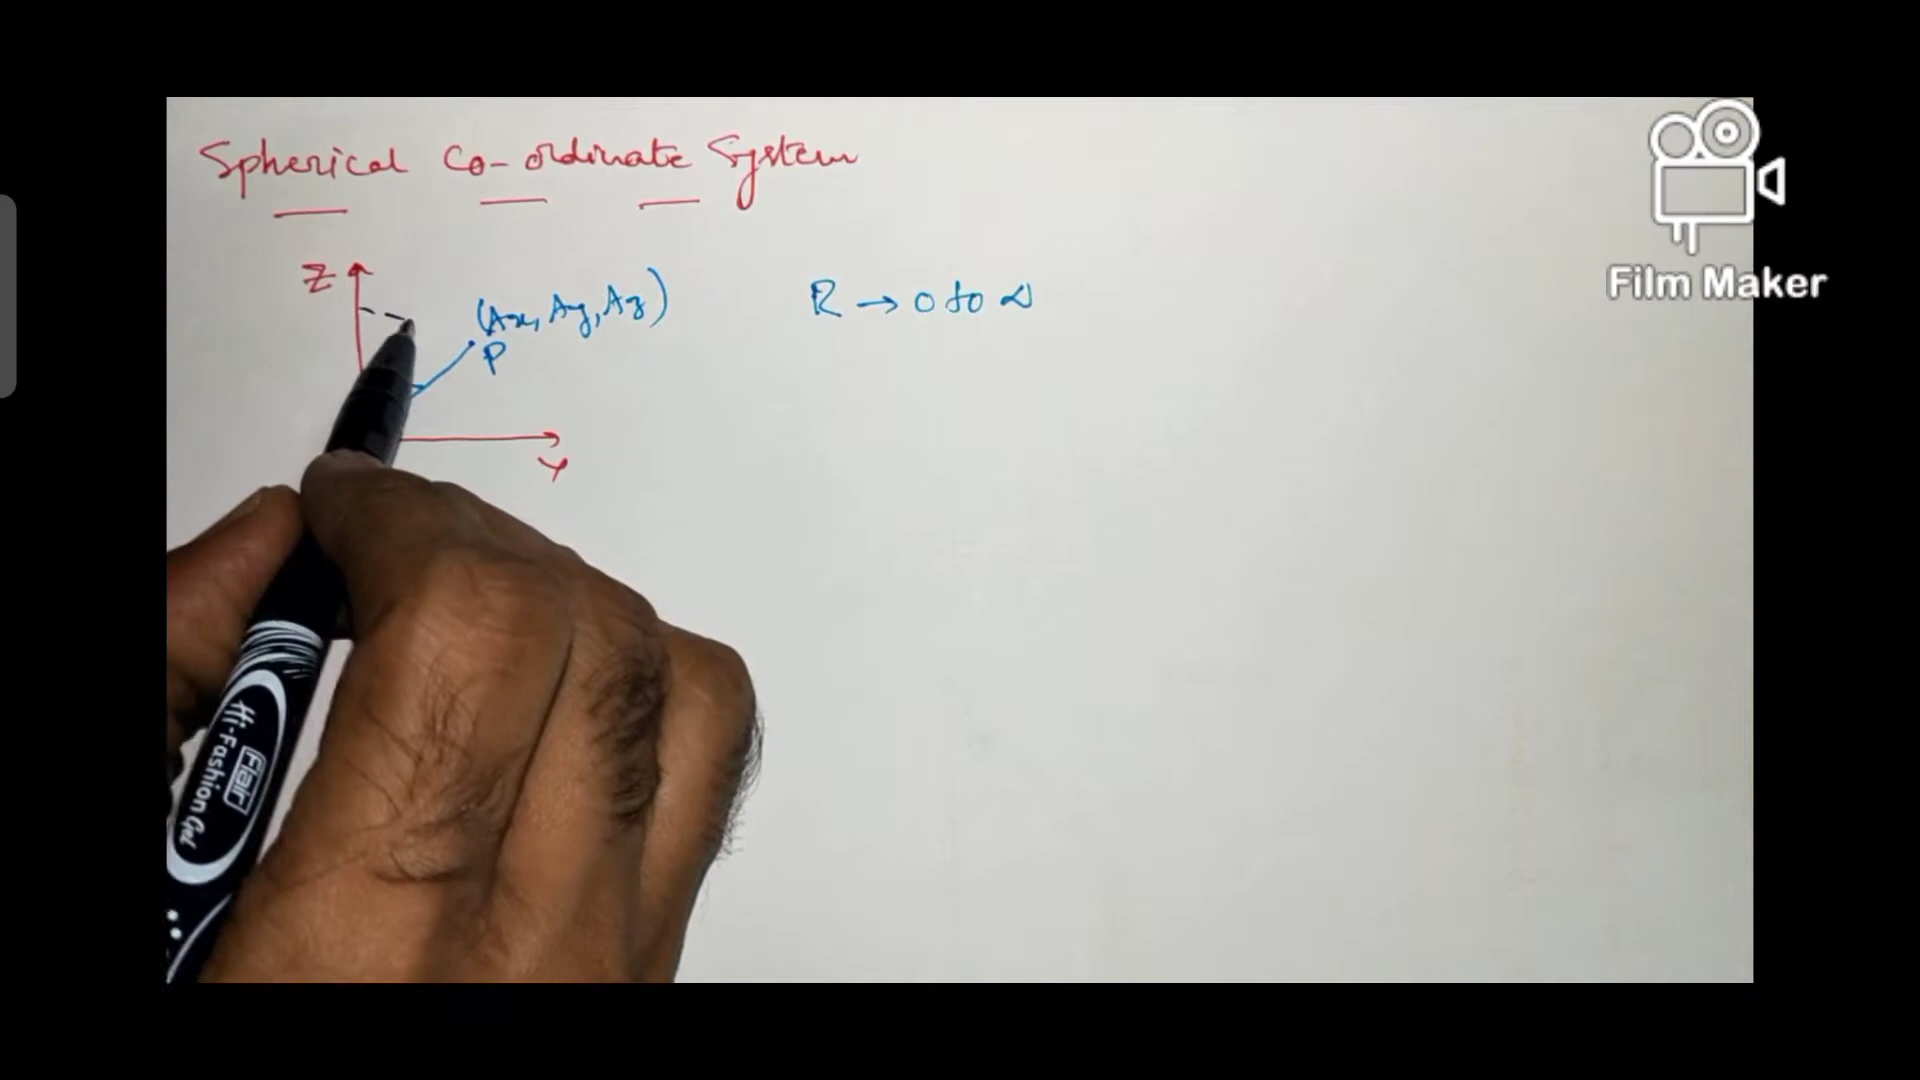 Spherical Co-ordinate System
Z
(Ax, Ay, Az)
P
R → 0 to ∞
Y
Film Maker
Flair
Hi-Fashion Gel